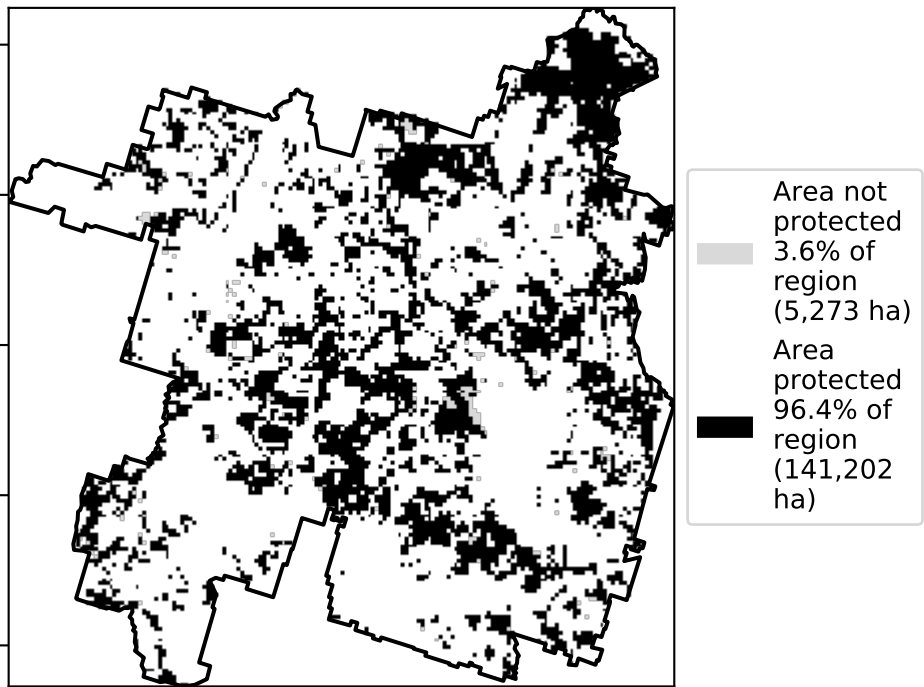 Area not
protected
3.6% of
region
(5,273 ha)
Area
protected
96.4% of
region
(141,202
ha)